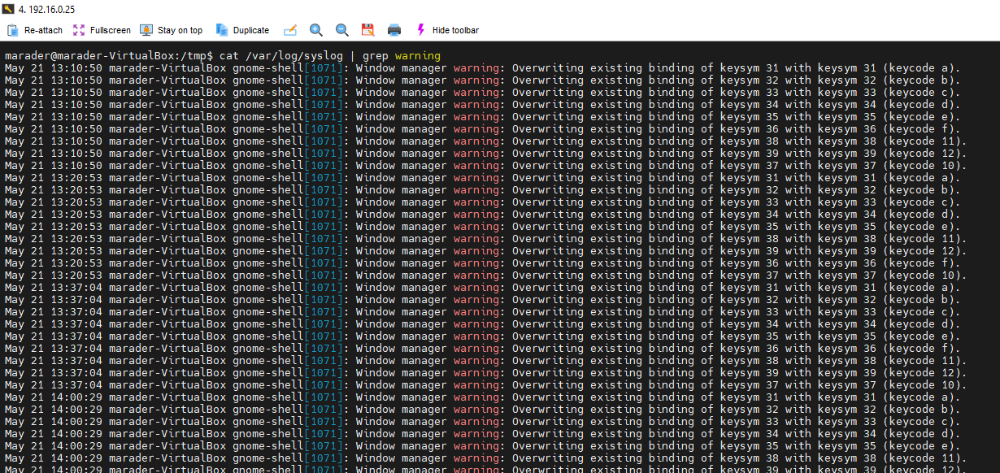 4. 192.16.0.25
Re-attach Fullscreen Stay on top Duplicate Hide toolbar
marader@marader-VirtualBox:/tmp$ cat /var/log/syslog | grep warning
May 21 13:10:50 marader-VirtualBox gnome-shell[1071]: Window manager warning: Overwriting existing binding of keysym 31 with keysym 31 (keycode a).
May 21 13:10:50 marader-VirtualBox gnome-shell[1071]: Window manager warning: Overwriting existing binding of keysym 32 with keysym 32 (keycode b).
May 21 13:10:50 marader-VirtualBox gnome-shell[1071]: Window manager warning: Overwriting existing binding of keysym 33 with keysym 33 (keycode c).
May 21 13:10:50 marader-VirtualBox gnome-shell[1071]: Window manager warning: Overwriting existing binding of keysym 34 with keysym 34 (keycode d).
May 21 13:10:50 marader-VirtualBox gnome-shell[1071]: Window manager warning: Overwriting existing binding of keysym 35 with keysym 35 (keycode e).
May 21 13:10:50 marader-VirtualBox gnome-shell[1071]: Window manager warning: Overwriting existing binding of keysym 36 with keysym 36 (keycode f).
May 21 13:10:50 marader-VirtualBox gnome-shell[1071]: Window manager warning: Overwriting existing binding of keysym 38 with keysym 38 (keycode 11).
May 21 13:10:50 marader-VirtualBox gnome-shell[1071]: Window manager warning: Overwriting existing binding of keysym 39 with keysym 39 (keycode 12).
May 21 13:10:50 marader-VirtualBox gnome-shell[1071]: Window manager warning: Overwriting existing binding of keysym 37 with keysym 37 (keycode 10).
May 21 13:20:53 marader-VirtualBox gnome-shell[1071]: Window manager warning: Overwriting existing binding of keysym 31 with keysym 31 (keycode a).
May 21 13:20:53 marader-VirtualBox gnome-shell[1071]: Window manager warning: Overwriting existing binding of keysym 32 with keysym 32 (keycode b).
May 21 13:20:53 marader-VirtualBox gnome-shell[1071]: Window manager warning: Overwriting existing binding of keysym 33 with keysym 33 (keycode c).
May 21 13:20:53 marader-VirtualBox gnome-shell[1071]: Window manager warning: Overwriting existing binding of keysym 34 with keysym 34 (keycode d).
May 21 13:20:53 marader-VirtualBox gnome-shell[1071]: Window manager warning: Overwriting existing binding of keysym 35 with keysym 35 (keycode e).
May 21 13:20:53 marader-VirtualBox gnome-shell[1071]: Window manager warning: Overwriting existing binding of keysym 38 with keysym 38 (keycode 11).
May 21 13:20:53 marader-VirtualBox gnome-shell[1071]: Window manager warning: Overwriting existing binding of keysym 39 with keysym 39 (keycode 12).
May 21 13:20:53 marader-VirtualBox gnome-shell[1071]: Window manager warning: Overwriting existing binding of keysym 36 with keysym 36 (keycode f).
May 21 13:20:53 marader-VirtualBox gnome-shell[1071]: Window manager warning: Overwriting existing binding of keysym 37 with keysym 37 (keycode 10).
May 21 13:37:04 marader-VirtualBox gnome-shell[1071]: Window manager warning: Overwriting existing binding of keysym 31 with keysym 31 (keycode a).
May 21 13:37:04 marader-VirtualBox gnome-shell[1071]: Window manager warning: Overwriting existing binding of keysym 32 with keysym 32 (keycode b).
May 21 13:37:04 marader-VirtualBox gnome-shell[1071]: Window manager warning: Overwriting existing binding of keysym 33 with keysym 33 (keycode c).
May 21 13:37:04 marader-VirtualBox gnome-shell[1071]: Window manager warning: Overwriting existing binding of keysym 34 with keysym 34 (keycode d).
May 21 13:37:04 marader-VirtualBox gnome-shell[1071]: Window manager warning: Overwriting existing binding of keysym 35 with keysym 35 (keycode e).
May 21 13:37:04 marader-VirtualBox gnome-shell[1071]: Window manager warning: Overwriting existing binding of keysym 36 with keysym 36 (keycode f).
May 21 13:37:04 marader-VirtualBox gnome-shell[1071]: Window manager warning: Overwriting existing binding of keysym 38 with keysym 38 (keycode 11).
May 21 13:37:04 marader-VirtualBox gnome-shell[1071]: Window manager warning: Overwriting existing binding of keysym 39 with keysym 39 (keycode 12).
May 21 13:37:04 marader-VirtualBox gnome-shell[1071]: Window manager warning: Overwriting existing binding of keysym 37 with keysym 37 (keycode 10).
May 21 14:00:29 marader-VirtualBox gnome-shell[1071]: Window manager warning: Overwriting existing binding of keysym 31 with keysym 31 (keycode a).
May 21 14:00:29 marader-VirtualBox gnome-shell[1071]: Window manager warning: Overwriting existing binding of keysym 32 with keysym 32 (keycode b).
May 21 14:00:29 marader-VirtualBox gnome-shell[1071]: Window manager warning: Overwriting existing binding of keysym 33 with keysym 33 (keycode c).
May 21 14:00:29 marader-VirtualBox gnome-shell[1071]: Window manager warning: Overwriting existing binding of keysym 34 with keysym 34 (keycode d).
May 21 14:00:29 marader-VirtualBox gnome-shell[1071]: Window manager warning: Overwriting existing binding of keysym 35 with keysym 35 (keycode e).
May 21 14:00:29 marader-VirtualBox gnome-shell[1071]: Window manager warning: Overwriting existing binding of keysym 38 with keysym 38 (keycode 11).
May 21 14:00:29 marader-VirtualBox gnome-shell[1071]: Window manager warning: Overwriting existing binding of keysym 39 with keysym 39 (keycode 12).